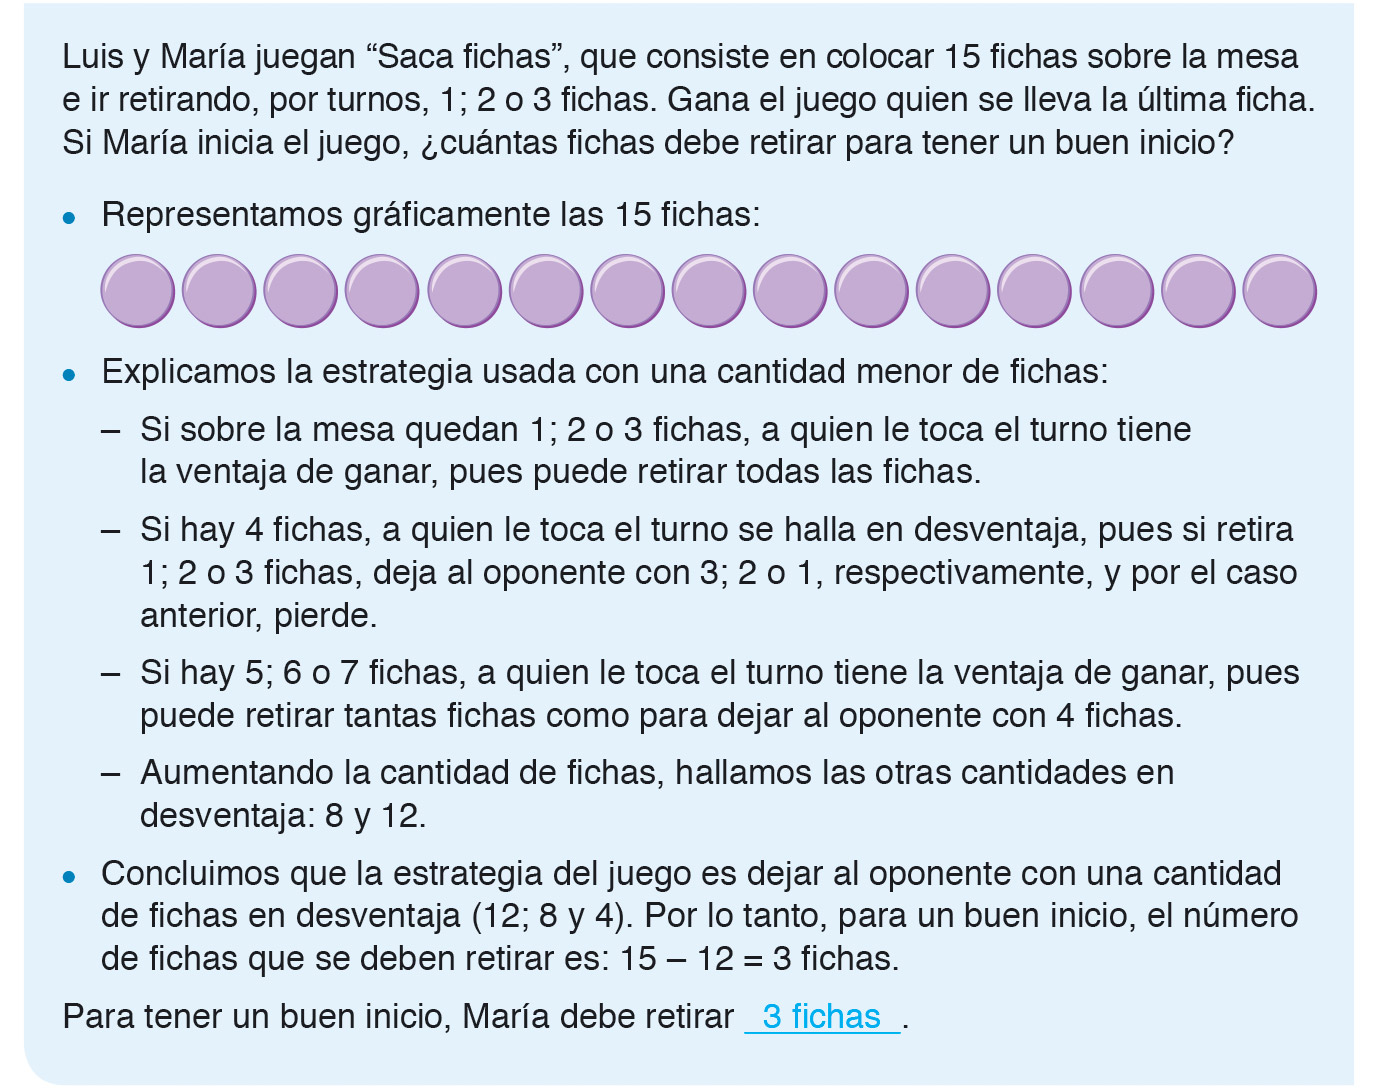 Luis y María juegan “Saca fichas”, que consiste en colocar 15 fichas sobre la mesa
e ir retirando, por turnos, 1; 2 o 3 fichas. Gana el juego quien se lleva la última ficha.
Si María inicia el juego, ¿cuántas fichas debe retirar para tener un buen inicio?
• Representamos gráficamente las 15 fichas:
• Explicamos la estrategia usada con una cantidad menor de fichas:
– Si sobre la mesa quedan 1; 2 o 3 fichas, a quien le toca el turno tiene
la ventaja de ganar, pues puede retirar todas las fichas.
– Si hay 4 fichas, a quien le toca el turno se halla en desventaja, pues si retira
1; 2 o 3 fichas, deja al oponente con 3; 2 o 1, respectivamente, y por el caso
anterior, pierde.
– Si hay 5; 6 o 7 fichas, a quien le toca el turno tiene la ventaja de ganar, pues
puede retirar tantas fichas como para dejar al oponente con 4 fichas.
– Aumentando la cantidad de fichas, hallamos las otras cantidades en
desventaja: 8 y 12.
• Concluimos que la estrategia del juego es dejar al oponente con una cantidad
de fichas en desventaja (12; 8 y 4). Por lo tanto, para un buen inicio, el número
de fichas que se deben retirar es: 15 – 12 = 3 fichas.
Para tener un buen inicio, María debe retirar 3 fichas.